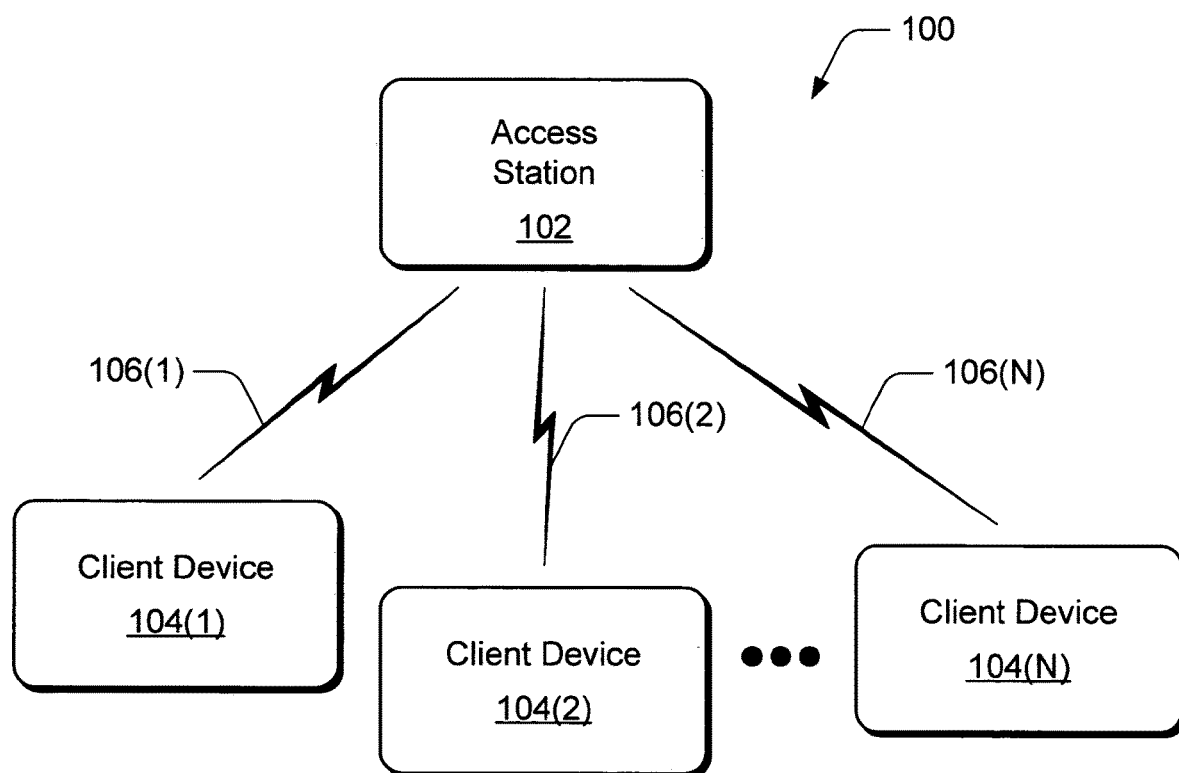 100
Access
Station
102
106(1)
106(2)
106(N)
Client Device
104(1)
Client Device
104(2)
Client Device
104(N)